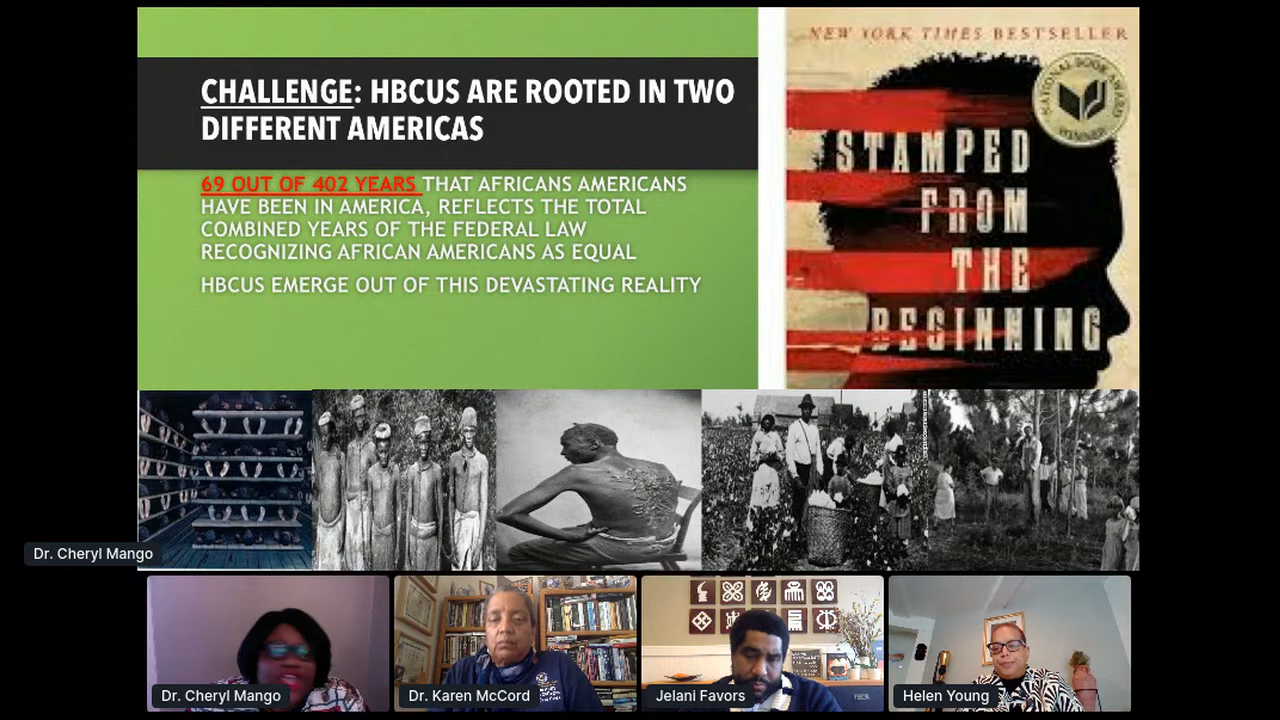 CHALLENGE: HBCUS ARE ROOTED IN TWO
DIFFERENT AMERICAS
69 OUT OF 402 YEARS THAT AFRICANS AMERICANS
HAVE BEEN IN AMERICA, REFLECTS THE TOTAL
COMBINED YEARS OF THE FEDERAL LAW
RECOGNIZING AFRICAN AMERICANS AS EQUAL
HBCUS EMERGE OUT OF THIS DEVASTATING REALITY
NEW YORK TIMES BESTSELLER
NATIONAL BOOK AWARD
WINNER
STAMPED
FROM
THE
BEGINNING
Dr. Cheryl Mango
Dr. Cheryl Mango
Dr. Karen McCord
Jelani Favors
Helen Young